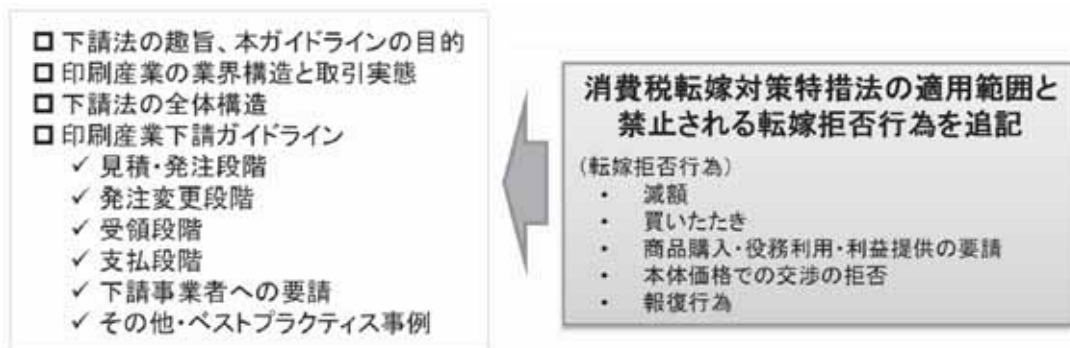 □ 下請法の趣旨、本ガイドラインの目的
□ 印刷産業の業界構造と取引実態
□ 下請法の全体構造
□ 印刷産業下請ガイドライン
✓ 見積・発注段階
✓ 発注変更段階
✓ 受領段階
✓ 支払段階
✓ 下請事業者への要請
✓ その他・ベストプラクティス事例
消費税転嫁対策特措法の適用範囲と
禁止される転嫁拒否行為を追記
(転嫁拒否行為)
・ 減額
・ 買いたたき
・ 商品購入・役務利用・利益提供の要請
・ 本体価格での交渉の拒否
・ 報復行為